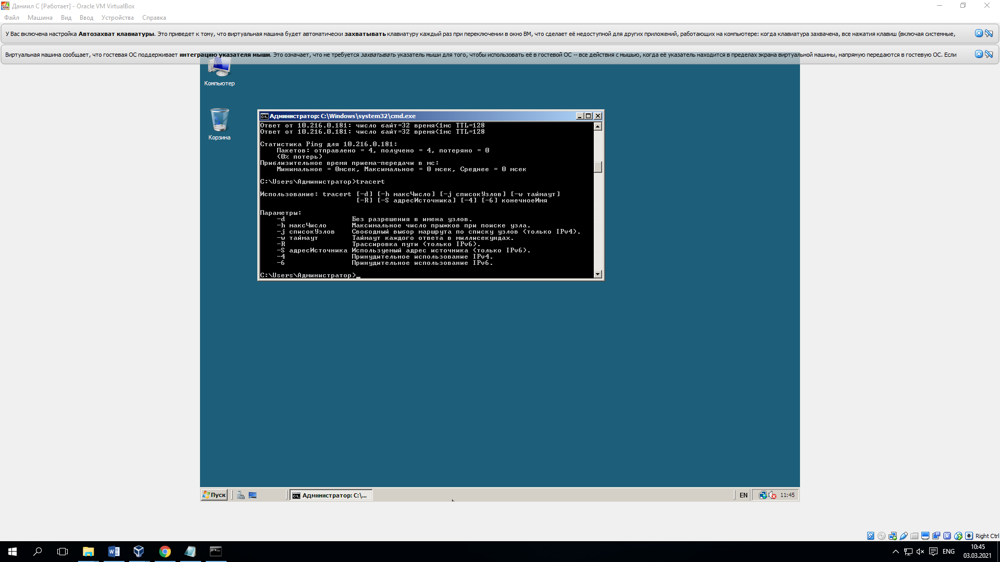 Даниил С [Работает] - Oracle VM VirtualBox
Файл Машина Вид Ввод Устройства Справка
У Вас включена настройка Автозахват клавиатуры. Это приведет к тому, что виртуальная машина будет автоматически захватывать клавиатуру каждый раз при переключении в окно ВМ, что сделает её недоступной для других приложений, работающих на компьютере: когда клавиатура захвачена, все нажатия клавиш (включая системные,
Виртуальная машина сообщает, что гостевая ОС поддерживает интеграцию указателя мыши. Это означает, что не требуется захватывать указатель мыши для того, чтобы использовать её в гостевой ОС -- все действия с мышью, когда её указатель находится в пределах экрана виртуальной машины, напрямую передаются в гостевую ОС. Если
Компьютер
Корзина
Администратор: C:\Windows\system32\cmd.exe
Ответ от 10.216.0.181: число байт=32 время<1мс TTL=128
Ответ от 10.216.0.181: число байт=32 время<1мс TTL=128
Статистика Ping для 10.216.0.181:
Пакетов: отправлено = 4, получено = 4, потеряно = 0
(0% потерь)
Приблизительное время приема-передачи в мс:
Минимальное = 0мсек, Максимальное = 0 мсек, Среднее = 0 мсек
C:\Users\Администратор>tracert
Использование: tracert [-d] [-h максЧисло] [-j списокУзлов] [-w таймаут]
[-R] [-S адресИсточника] [-4] [-6] конечноеИмя
Параметры:
-d Без разрешения в имена узлов.
-h максЧисло Максимальное число прыжков при поиске узла.
-j списокУзлов Свободный выбор маршрута по списку узлов (только IPv4).
-w таймаут Таймаут каждого ответа в миллисекундах.
-R Трассировка пути (только IPv6).
-S адресИсточника Используемый адрес источника (только IPv6).
-4 Принудительное использование IPv4.
-6 Принудительное использование IPv6.
C:\Users\Администратор>_
Пуск Администратор: C:\... EN 11:45
Right Ctrl
ENG 10:45
03.03.2021